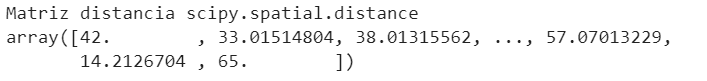 Matriz distancia scipy.spatial.distance
array([42.        , 33.01514804, 38.01315562, ..., 57.07013229,
       14.2126704 , 65.        ])